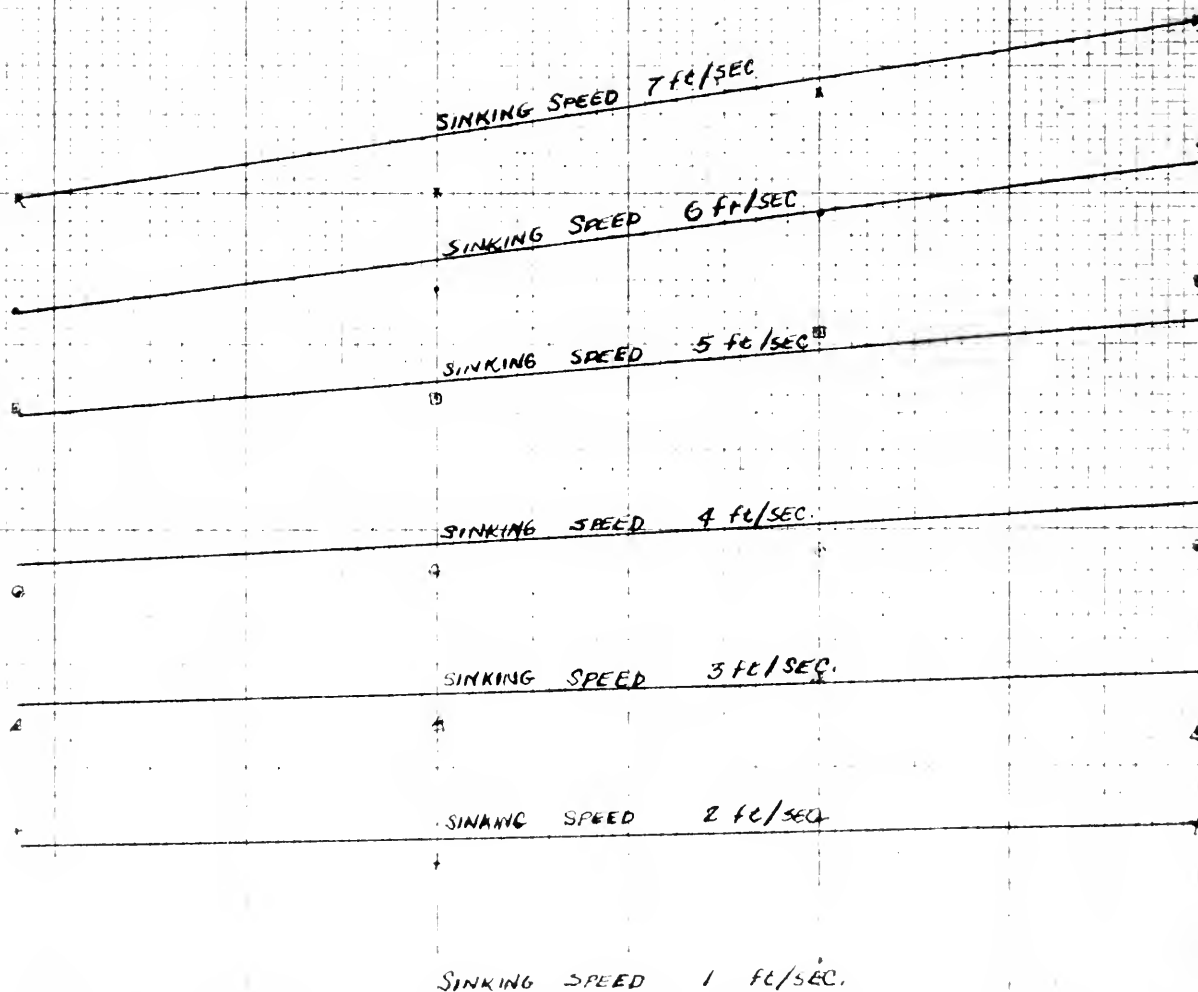 SINKING SPEED 7 ft/SEC
SINKING SPEED 6 ft/SEC
SINKING SPEED 5 ft/SEC
SINKING SPEED 4 ft/SEC.
SINKING SPEED 3 ft/SEC.
SINKING SPEED 2 ft/SEC
SINKING SPEED 1 ft/SEC.